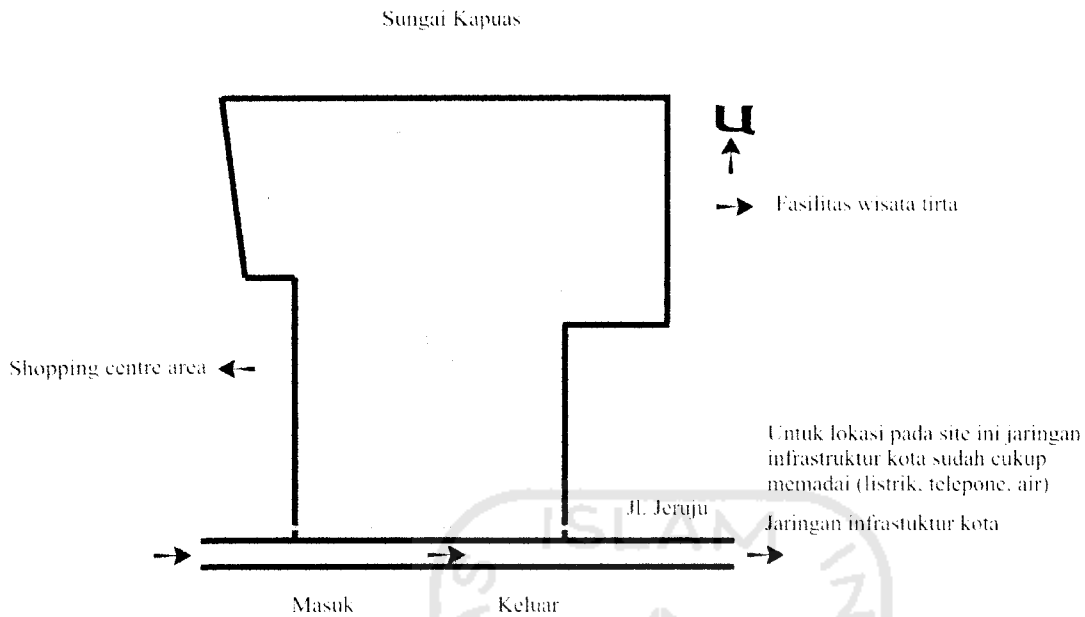 Sungai Kapuas
u
Fasilitas wisata tirta
Shopping centre area
Untuk lokasi pada site ini jaringan
infrastruktur kota sudah cukup
memadai (listrik, telepone, air)
Jl. Jeruju
Jaringan infrastuktur kota
ISLAM
Masuk
Keluar